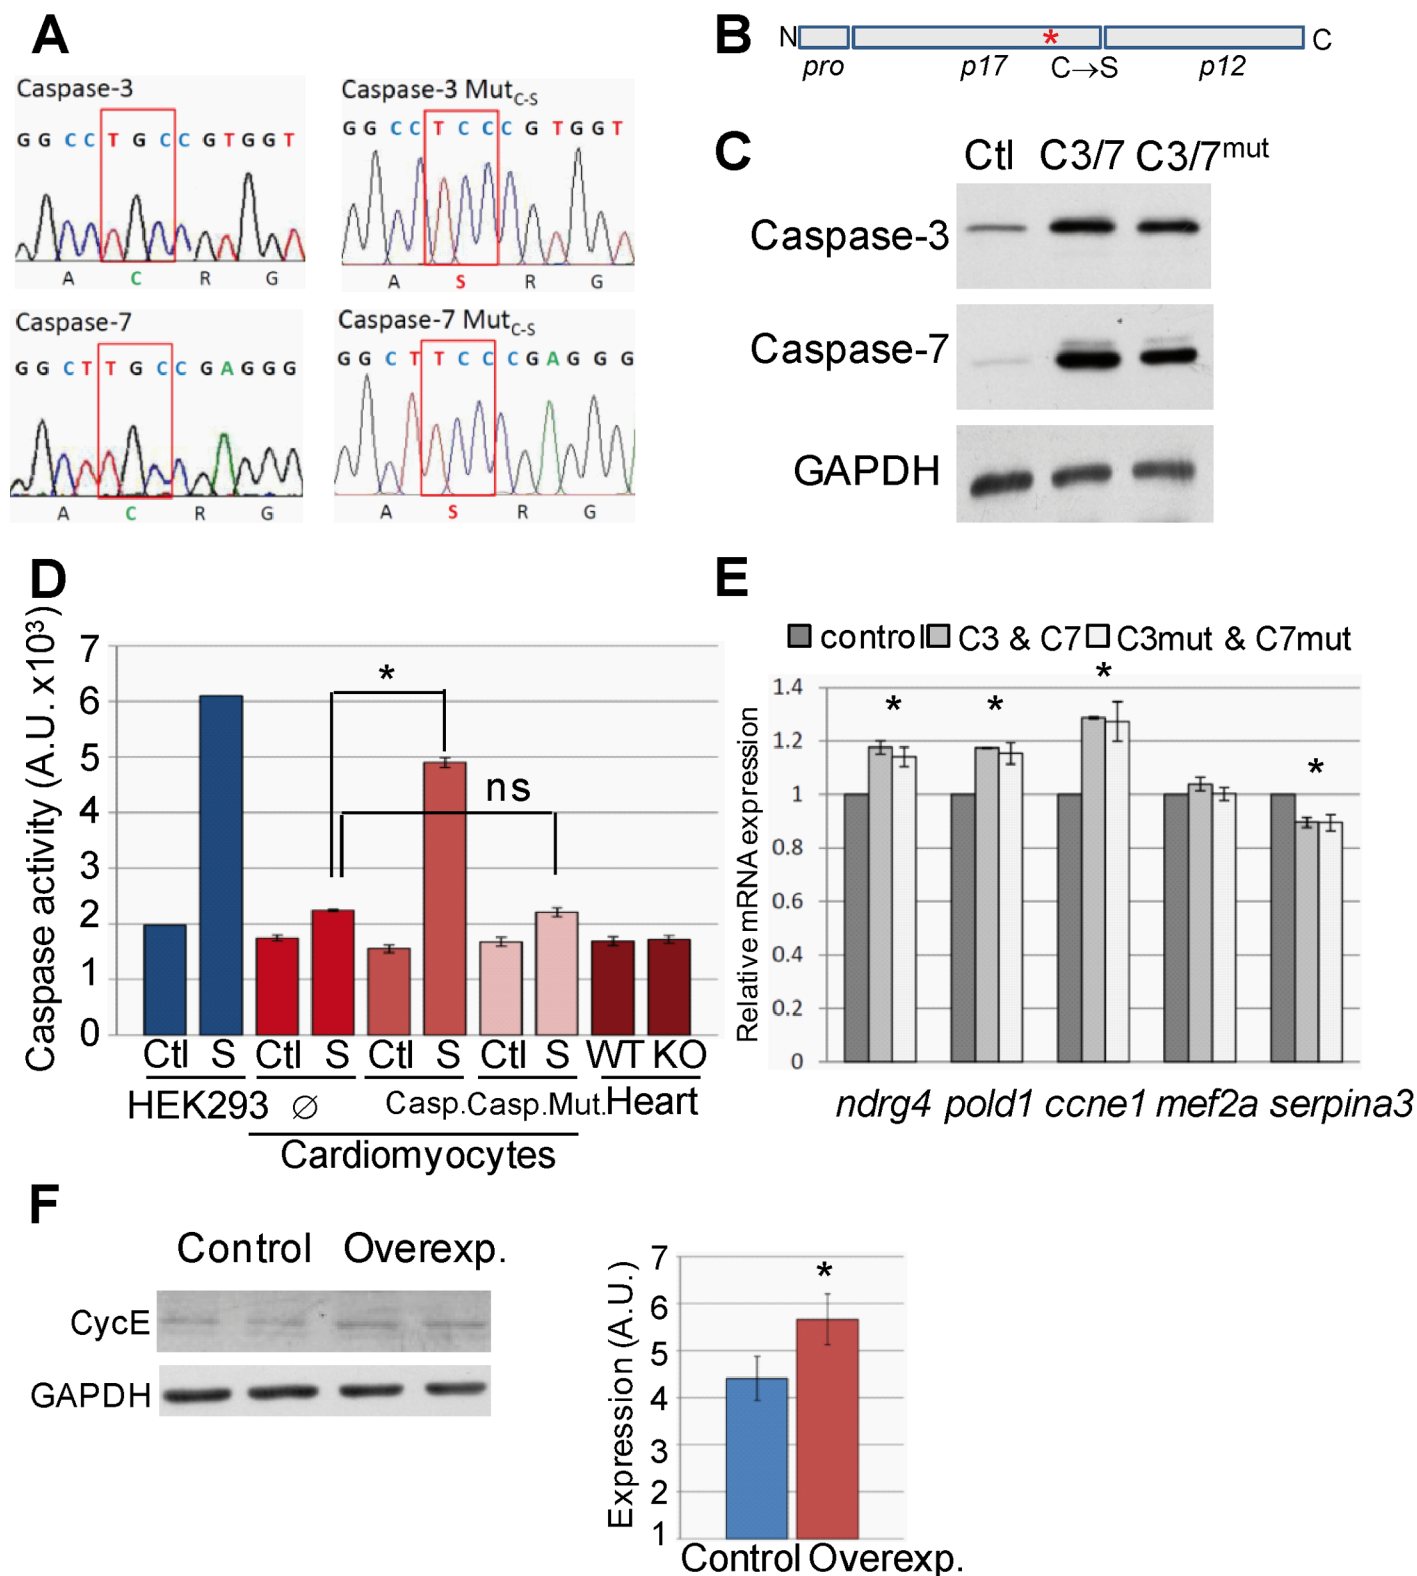 A
Caspase-3
G G C C T G C C G T G G T
A C R G
Caspase-3 MutC-S
G G C C T C C C G T G G T
A S R G
Caspase-7
G G C T T G C C G A G G G
A C R G
Caspase-7 MutC-S
G G C T T C C C G A G G G
A S R G
B
N * C
pro p17 C→S p12
C
Ctl C3/7 C3/7mut
Caspase-3
Caspase-7
GAPDH
D
Caspase activity (A.U. x10³)
7
6
5
4
3
2
1
0
*
ns
Ctl S Ctl S Ctl S Ctl S WT KO
HEK293 ∅ Casp. Casp.Mut. Heart
Cardiomyocytes
E
control C3 & C7 C3mut & C7mut
Relative mRNA expression
1.4
1.2
1
0.8
0.6
0.4
0.2
0
* * * *
ndrg4 pold1 ccne1 mef2a serpina3
F
Control Overexp.
CycE
GAPDH
Expression (A.U.)
7
6
5
4
3
2
1
*
Control Overexp.